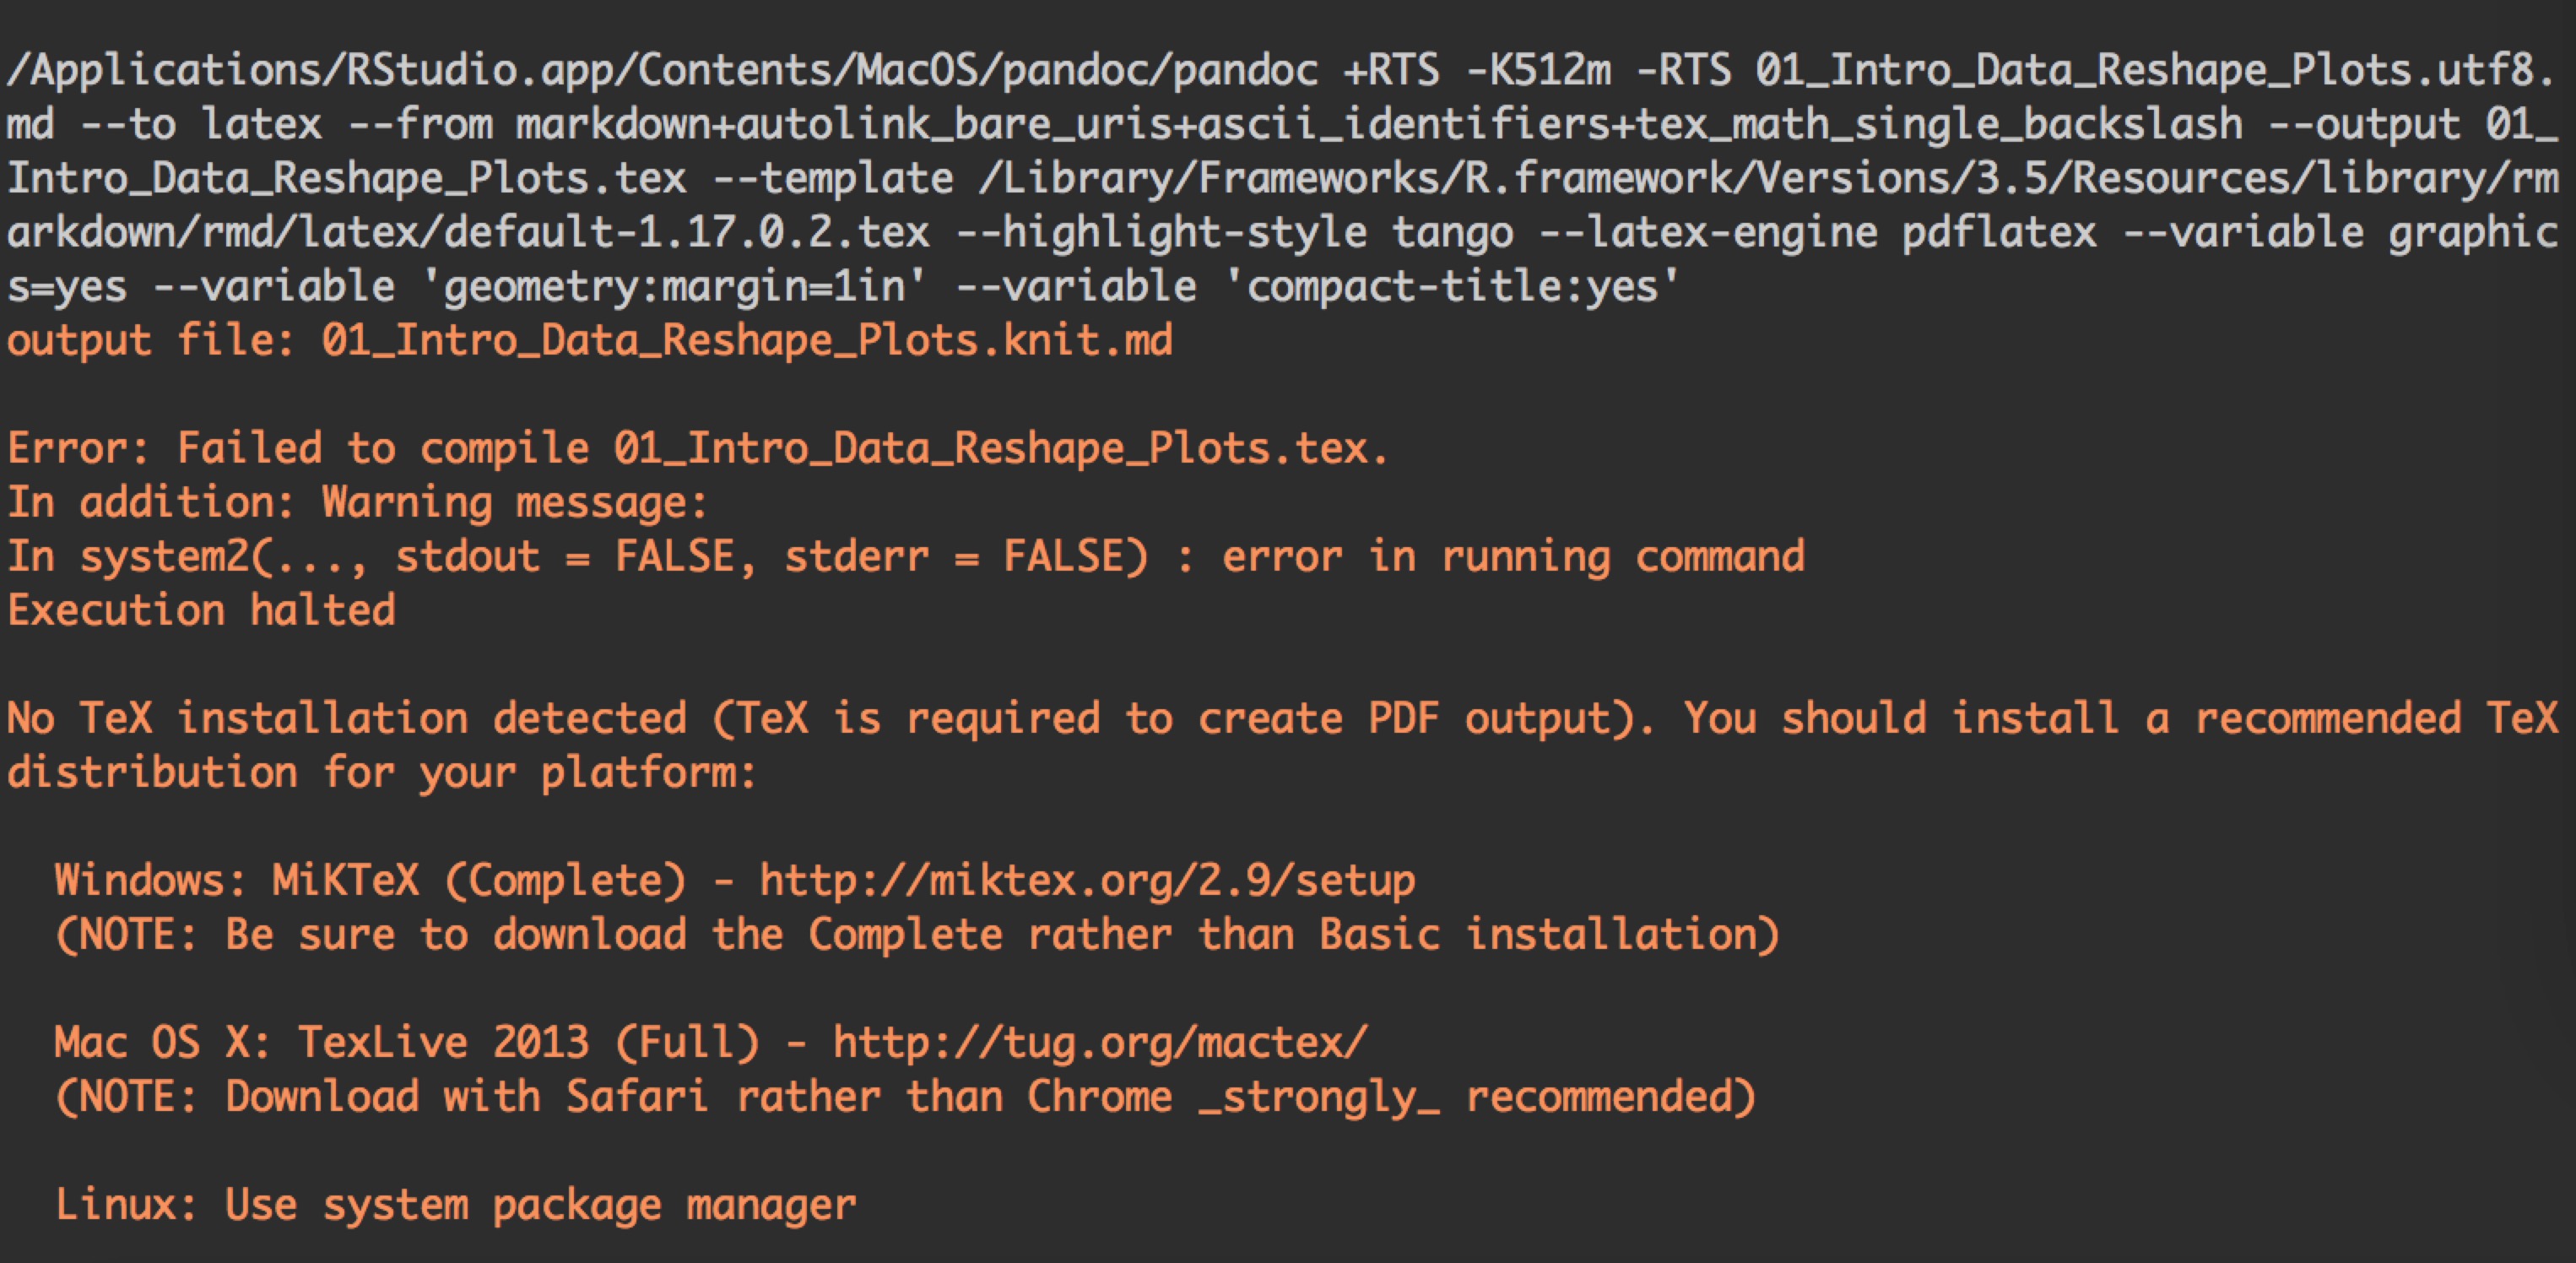 /Applications/RStudio.app/Contents/MacOS/pandoc/pandoc +RTS -K512m -RTS 01_Intro_Data_Reshape_Plots.utf8.
md --to latex --from markdown+autolink_bare_uris+ascii_identifiers+tex_math_single_backslash --output 01_
Intro_Data_Reshape_Plots.tex --template /Library/Frameworks/R.framework/Versions/3.5/Resources/library/rm
arkdown/rmd/latex/default-1.17.0.2.tex --highlight-style tango --latex-engine pdflatex --variable graphic
s=yes --variable 'geometry:margin=1in' --variable 'compact-title:yes'
output file: 01_Intro_Data_Reshape_Plots.knit.md
Error: Failed to compile 01_Intro_Data_Reshape_Plots.tex.
In addition: Warning message:
In system2(..., stdout = FALSE, stderr = FALSE) : error in running command
Execution halted
No TeX installation detected (TeX is required to create PDF output). You should install a recommended TeX
distribution for your platform:
Windows: MiKTeX (Complete) - http://miktex.org/2.9/setup
(NOTE: Be sure to download the Complete rather than Basic installation)
Mac OS X: TexLive 2013 (Full) - http://tug.org/mactex/
(NOTE: Download with Safari rather than Chrome _strongly_ recommended)
Linux: Use system package manager